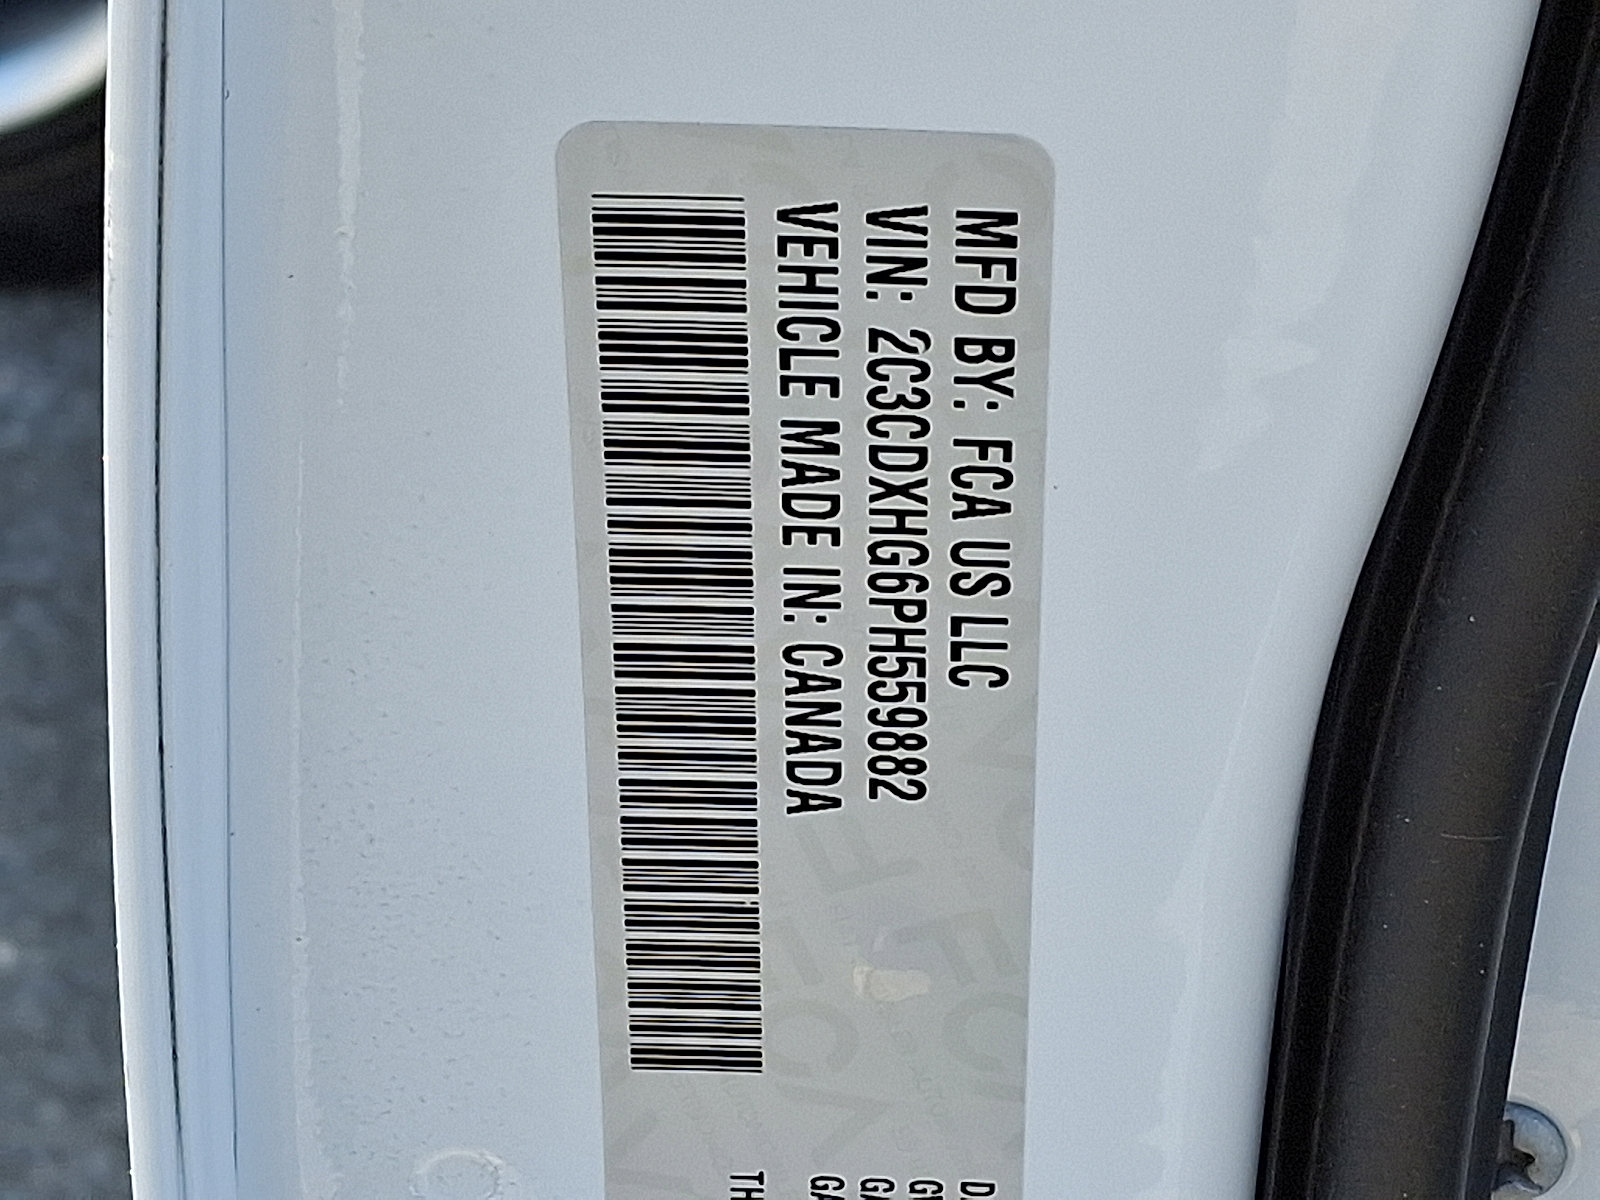 MFD BY: FCA US LLC
VIN: 2C3CDXHG6PH559882
VEHICLE MADE IN: CANADA